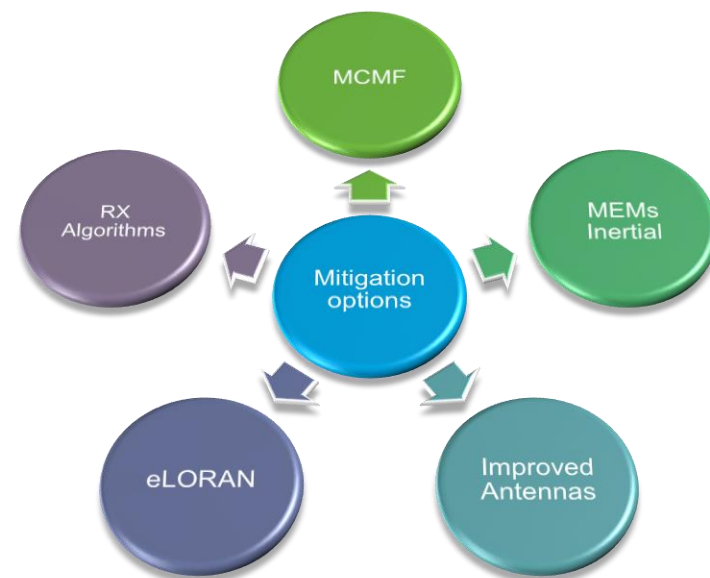 MCMF
RX
Algorithms
MEMs
Inertial
Mitigation
options
eLORAN
Improved
Antennas